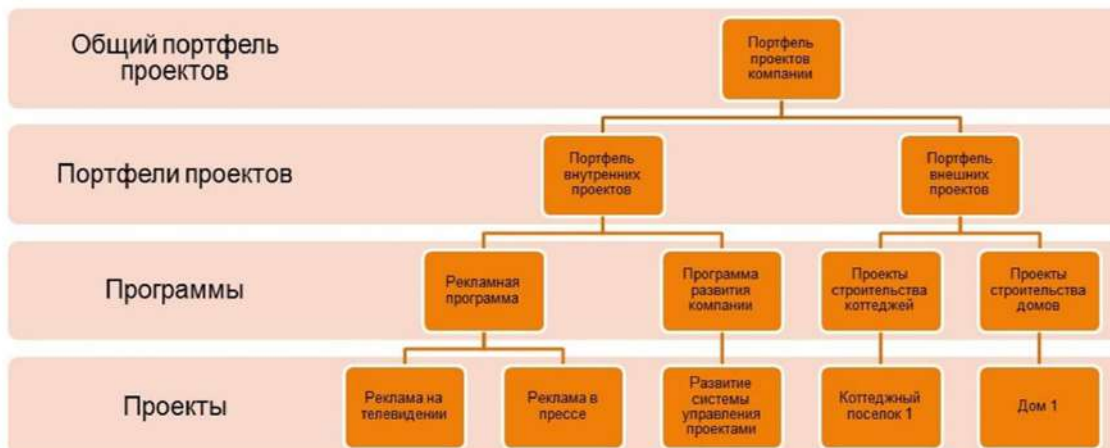 Общий портфель
проектов
Портфель
проектов
компании
Портфели проектов
Портфель
внутренних
проектов
Портфель
внешних
проектов
Программы
Рекламная
программа
Программа
развития
компании
Проекты
строительства
коттеджей
Проекты
строительства
домов
Проекты
Реклама на
телевидении
Реклама в
прессе
Развитие
системы
управления
проектами
Коттеджный
поселок 1
Дом 1